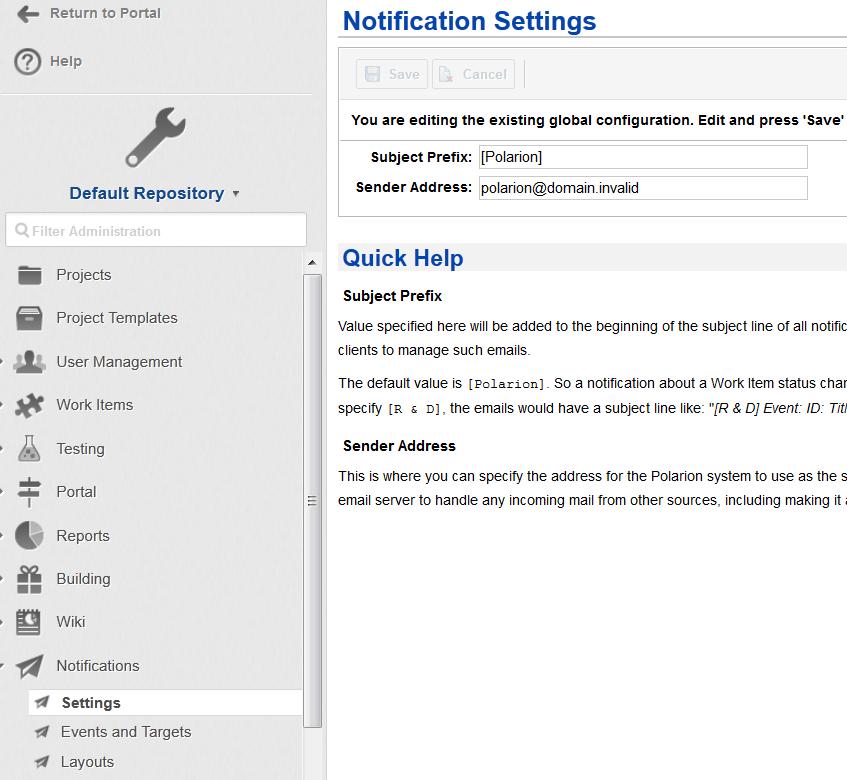 Return to Portal
Help
Default Repository
Filter Administration
Projects
Project Templates
User Management
Work Items
Testing
Portal
Reports
Building
Wiki
Notifications
Settings
Events and Targets
Layouts
Notification Settings
Save Cancel
You are editing the existing global configuration. Edit and press 'Save'
Subject Prefix: [Polarion]
Sender Address: polarion@domain.invalid
Quick Help
Subject Prefix
Value specified here will be added to the beginning of the subject line of all notific
clients to manage such emails.
The default value is [Polarion]. So a notification about a Work Item status char
specify [R & D], the emails would have a subject line like: "[R & D] Event: ID: Titl
Sender Address
This is where you can specify the address for the Polarion system to use as the s
email server to handle any incoming mail from other sources, including making it a